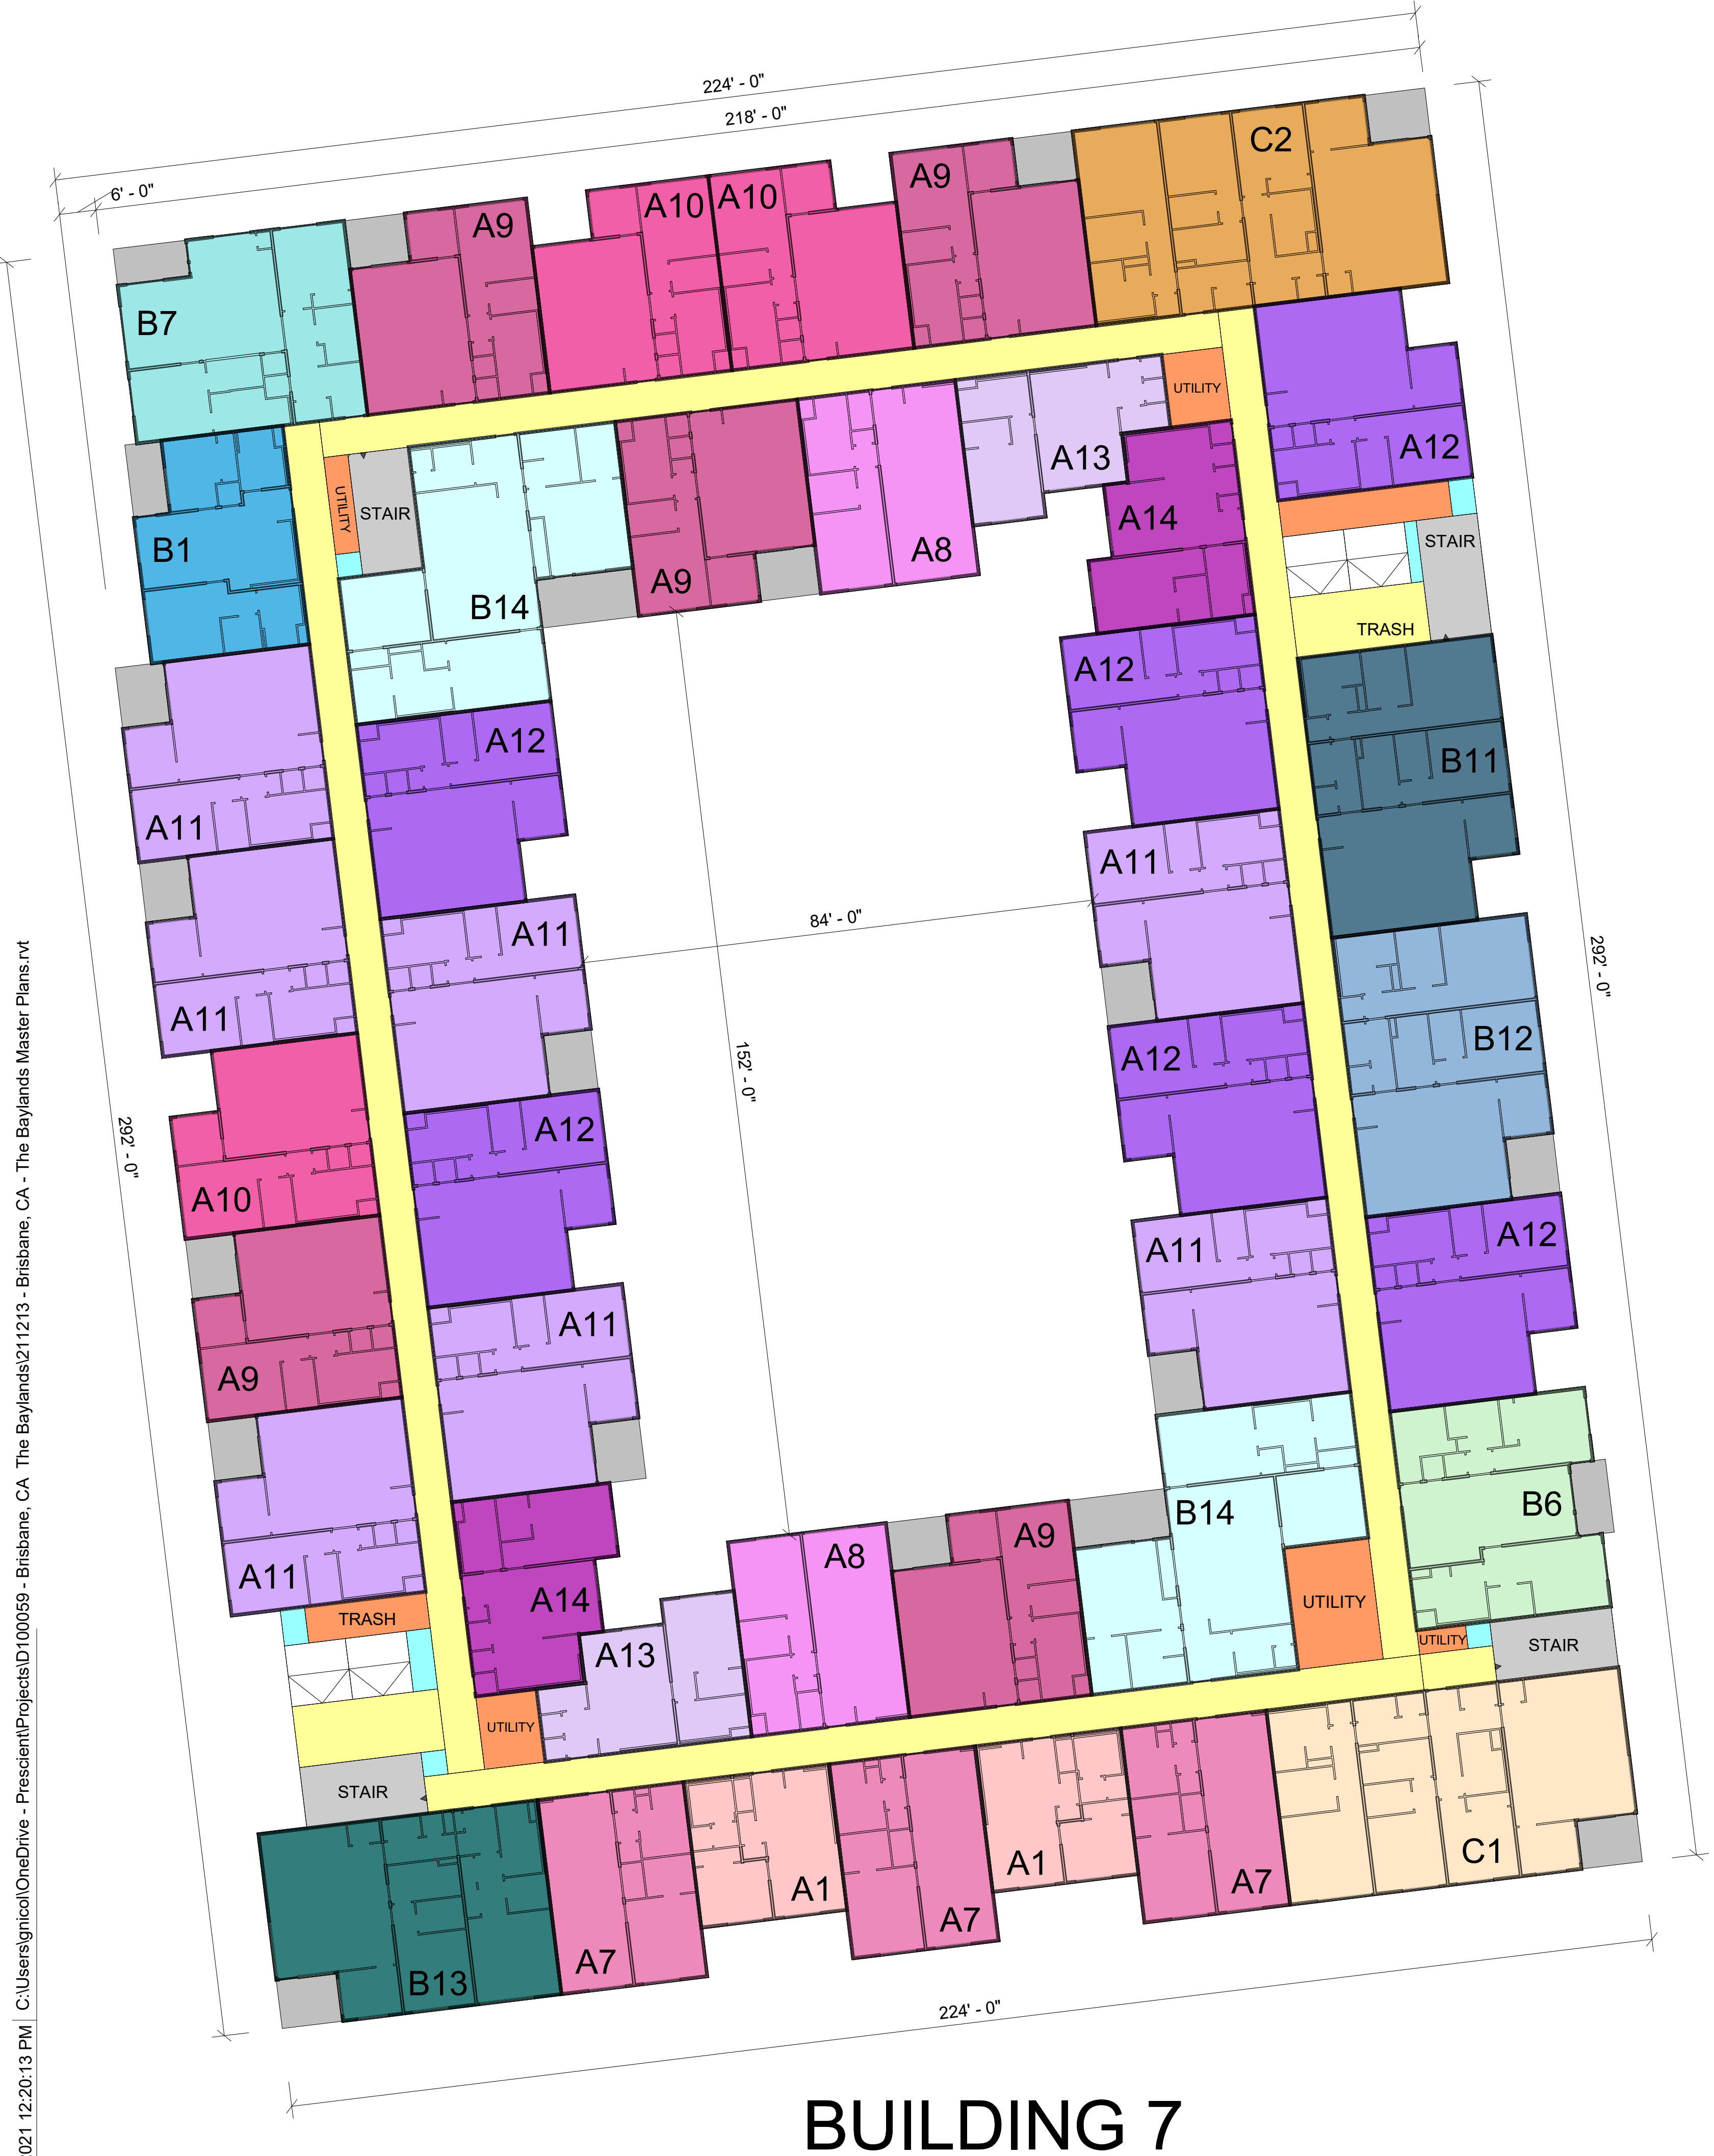 224' - 0"
218' - 0"
6' - 0"
C2
A9
A10
A10
A9
B7
A12
A13
UTILITY
UTILITY
STAIR
B14
A9
A8
A14
STAIR
TRASH
B1
A12
A12
B11
A11
A11
A11
A12
A11
84' - 0"
152' - 0"
292' - 0"
292' - 0"
A12
B12
A10
A12
A11
A11
A12
A9
A11
A14
A13
A8
A9
B14
B6
UTILITY
UTILITY
STAIR
TRASH
UTILITY
STAIR
B13
A7
A1
A7
A1
A7
C1
224' - 0"
BUILDING 7
021 12:20:13 PM
C:\Users\gnicol\OneDrive - Prescient\Projects\D100059 - Brisbane, CA The Baylands\211213 - Brisbane, CA - The Baylands Master Plans.rvt